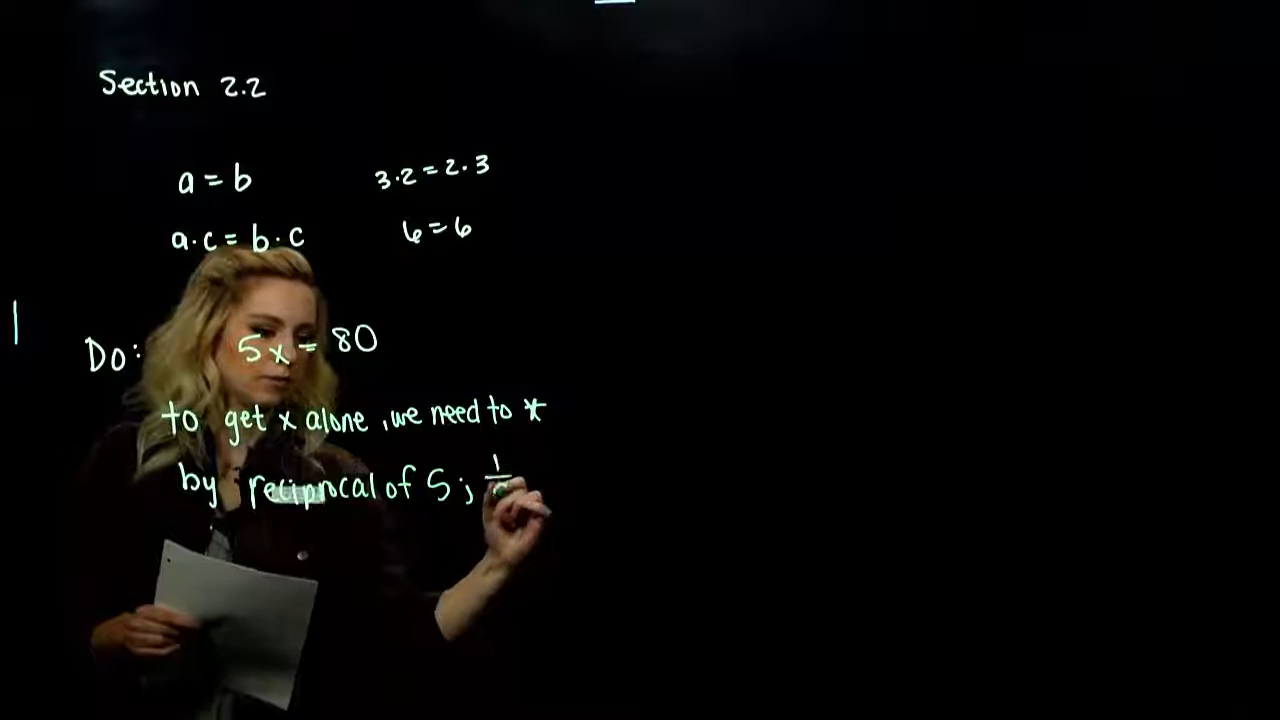 Section 2.2
a = b
3·2 = 2·3
a·c = b·c
6 = 6
Do: 5x = 80
to get x alone, we need to *
by reciprocal of 5; 1/